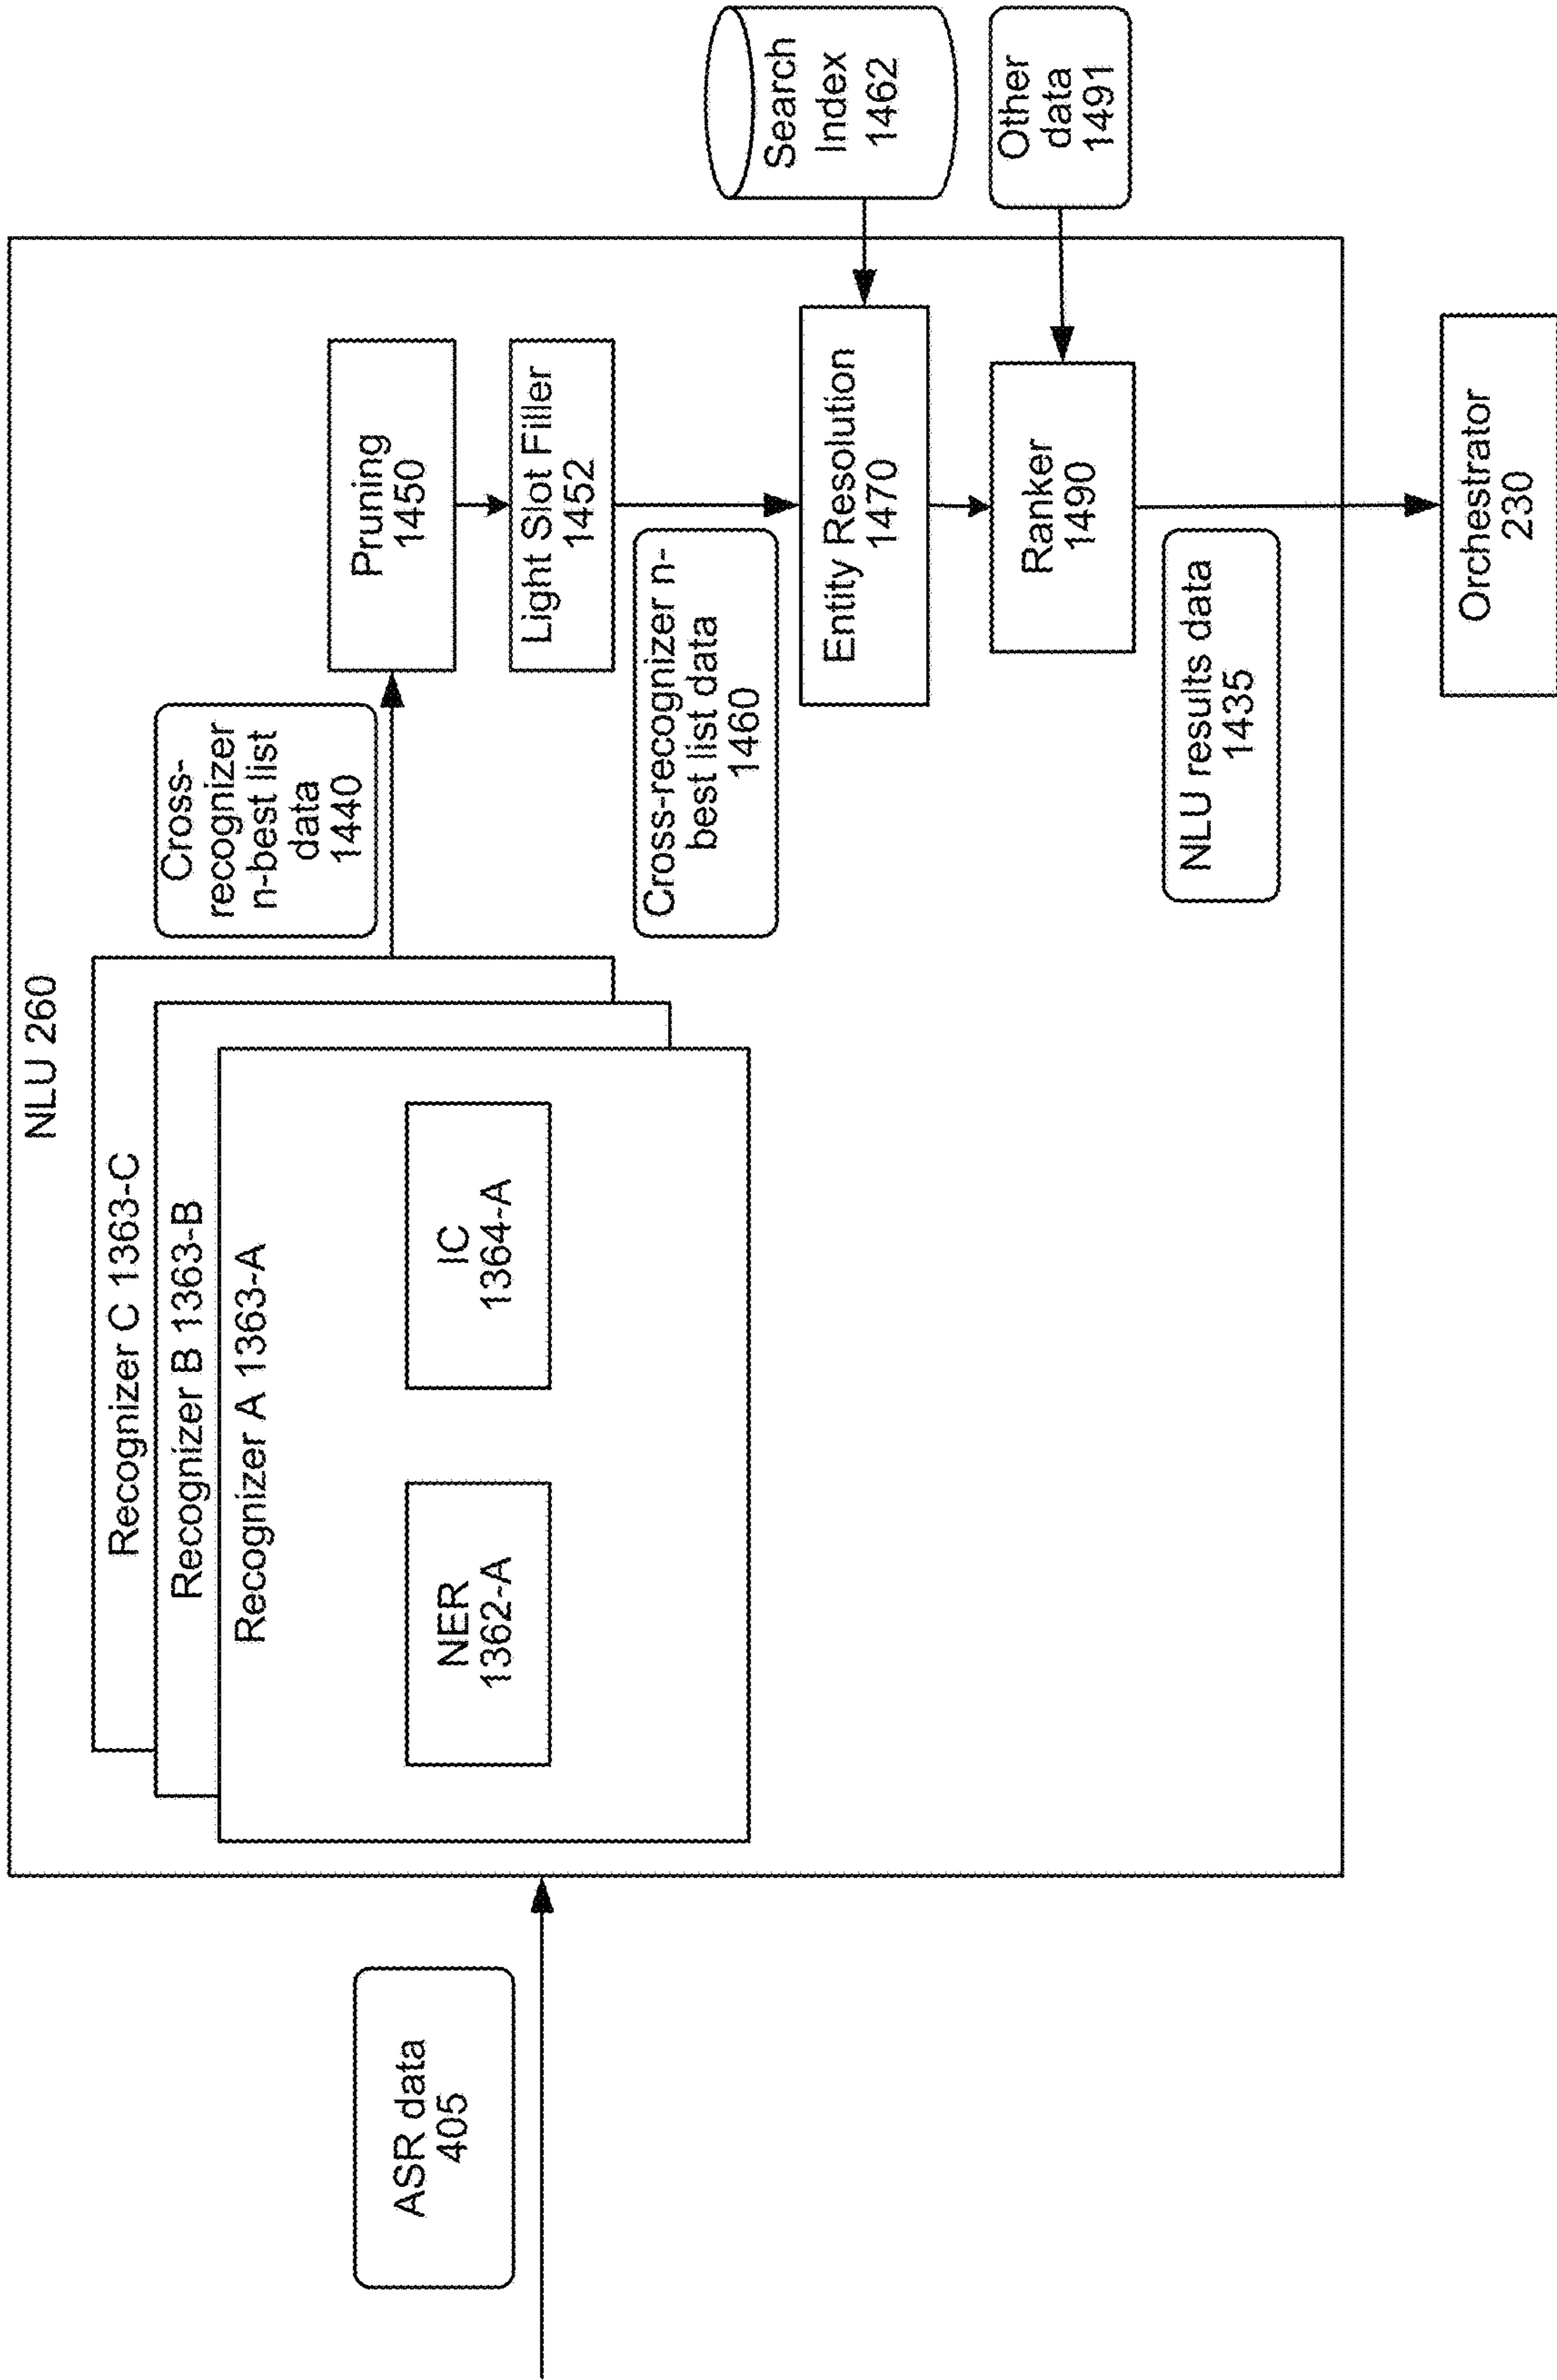 NLU 260
Recognizer C 1363-C
Recognizer B 1363-B
Recognizer A 1363-A
NER
1362-A
IC
1364-A
ASR data
405
Cross-
recognizer
n-best list
data
1440
Pruning
1450
Light Slot Filler
1452
Cross-recognizer n-
best list data
1460
Search
Index
1462
Entity Resolution
1470
Other
data
1491
Ranker
1490
NLU results data
1435
Orchestrator
230